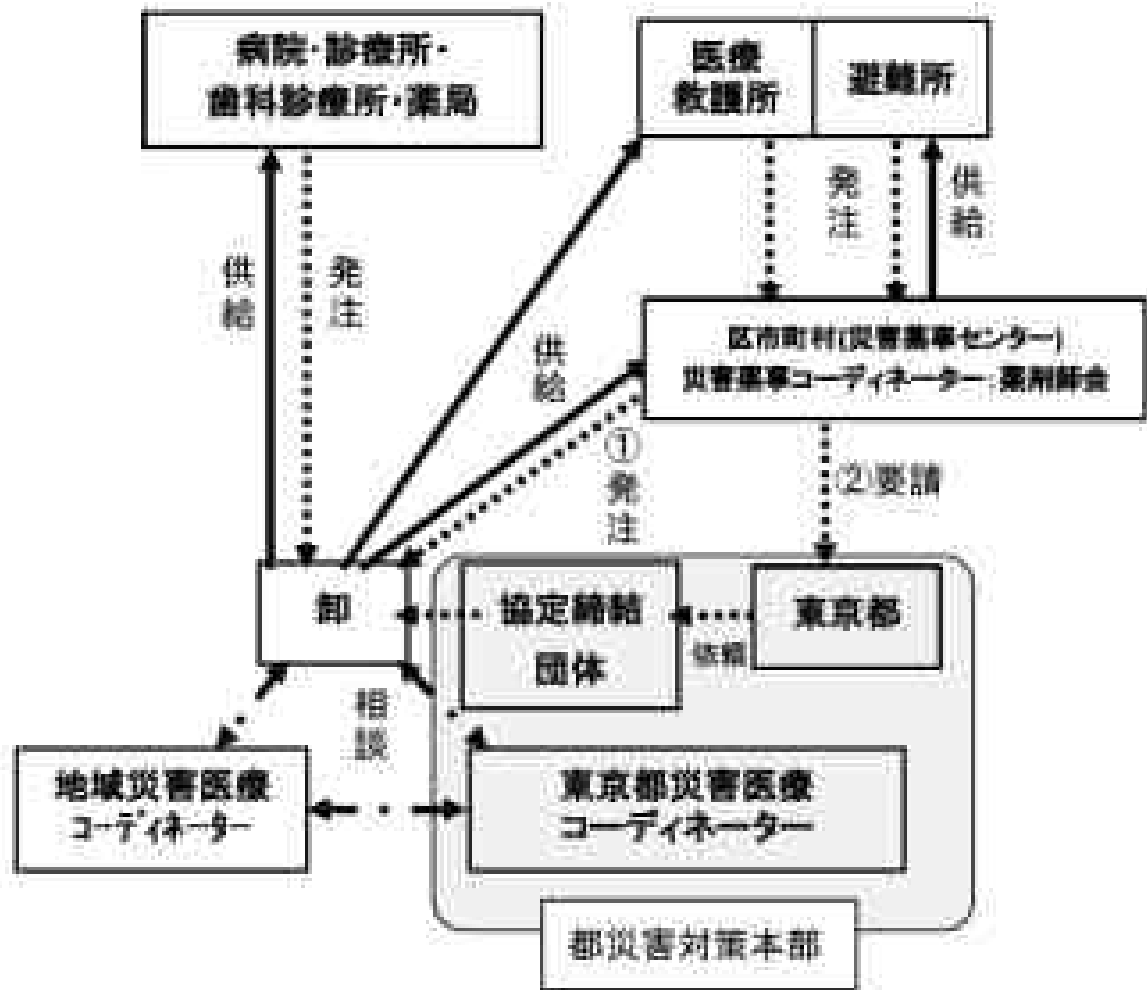 病院・診療所・
歯科診療所・薬局
医療
救護所
避難所
供給
発注
発注
供給
供給
区市町村(災害薬事センター)
災害薬事コーディネーター：薬剤師会
①発注
②要請
卸
協定締結
団体
依頼
東京都
相談
地域災害医療
コーディネーター
東京都災害医療
コーディネーター
都災害対策本部